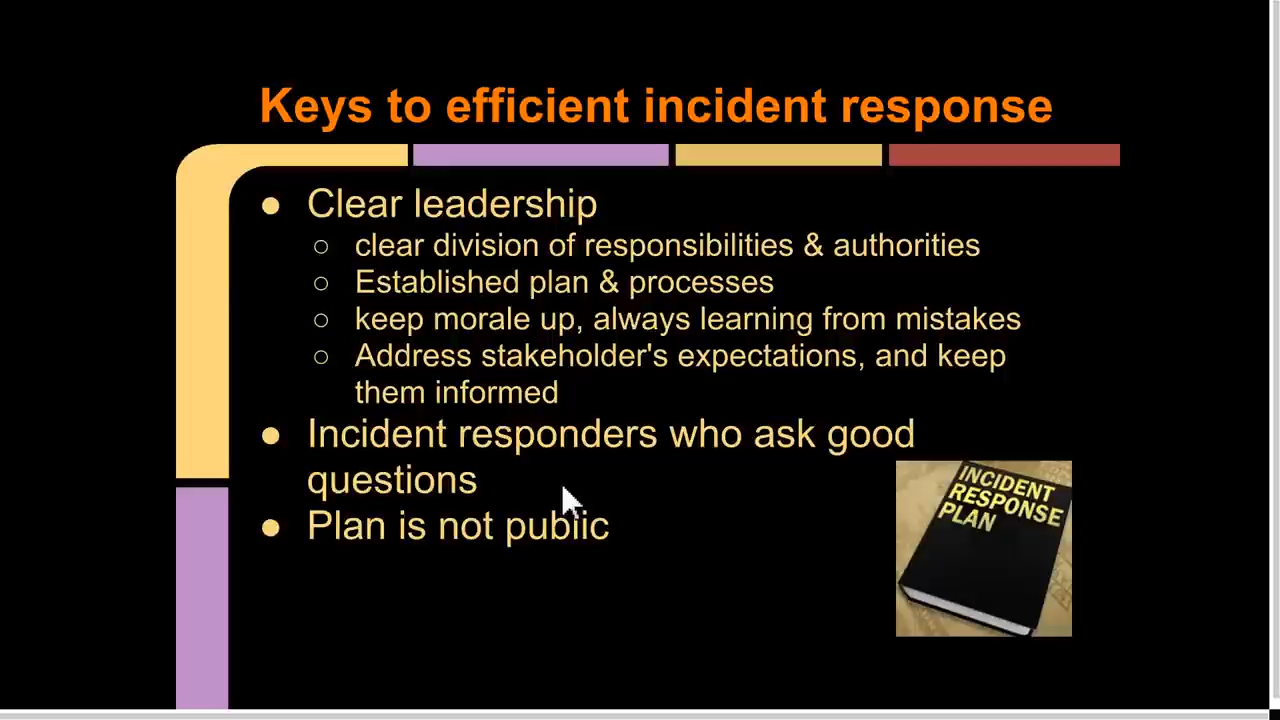 Keys to efficient incident response
● Clear leadership
○ clear division of responsibilities & authorities
○ Established plan & processes
○ keep morale up, always learning from mistakes
○ Address stakeholder's expectations, and keep
them informed
● Incident responders who ask good
questions
● Plan is not public
INCIDENT
RESPONSE
PLAN